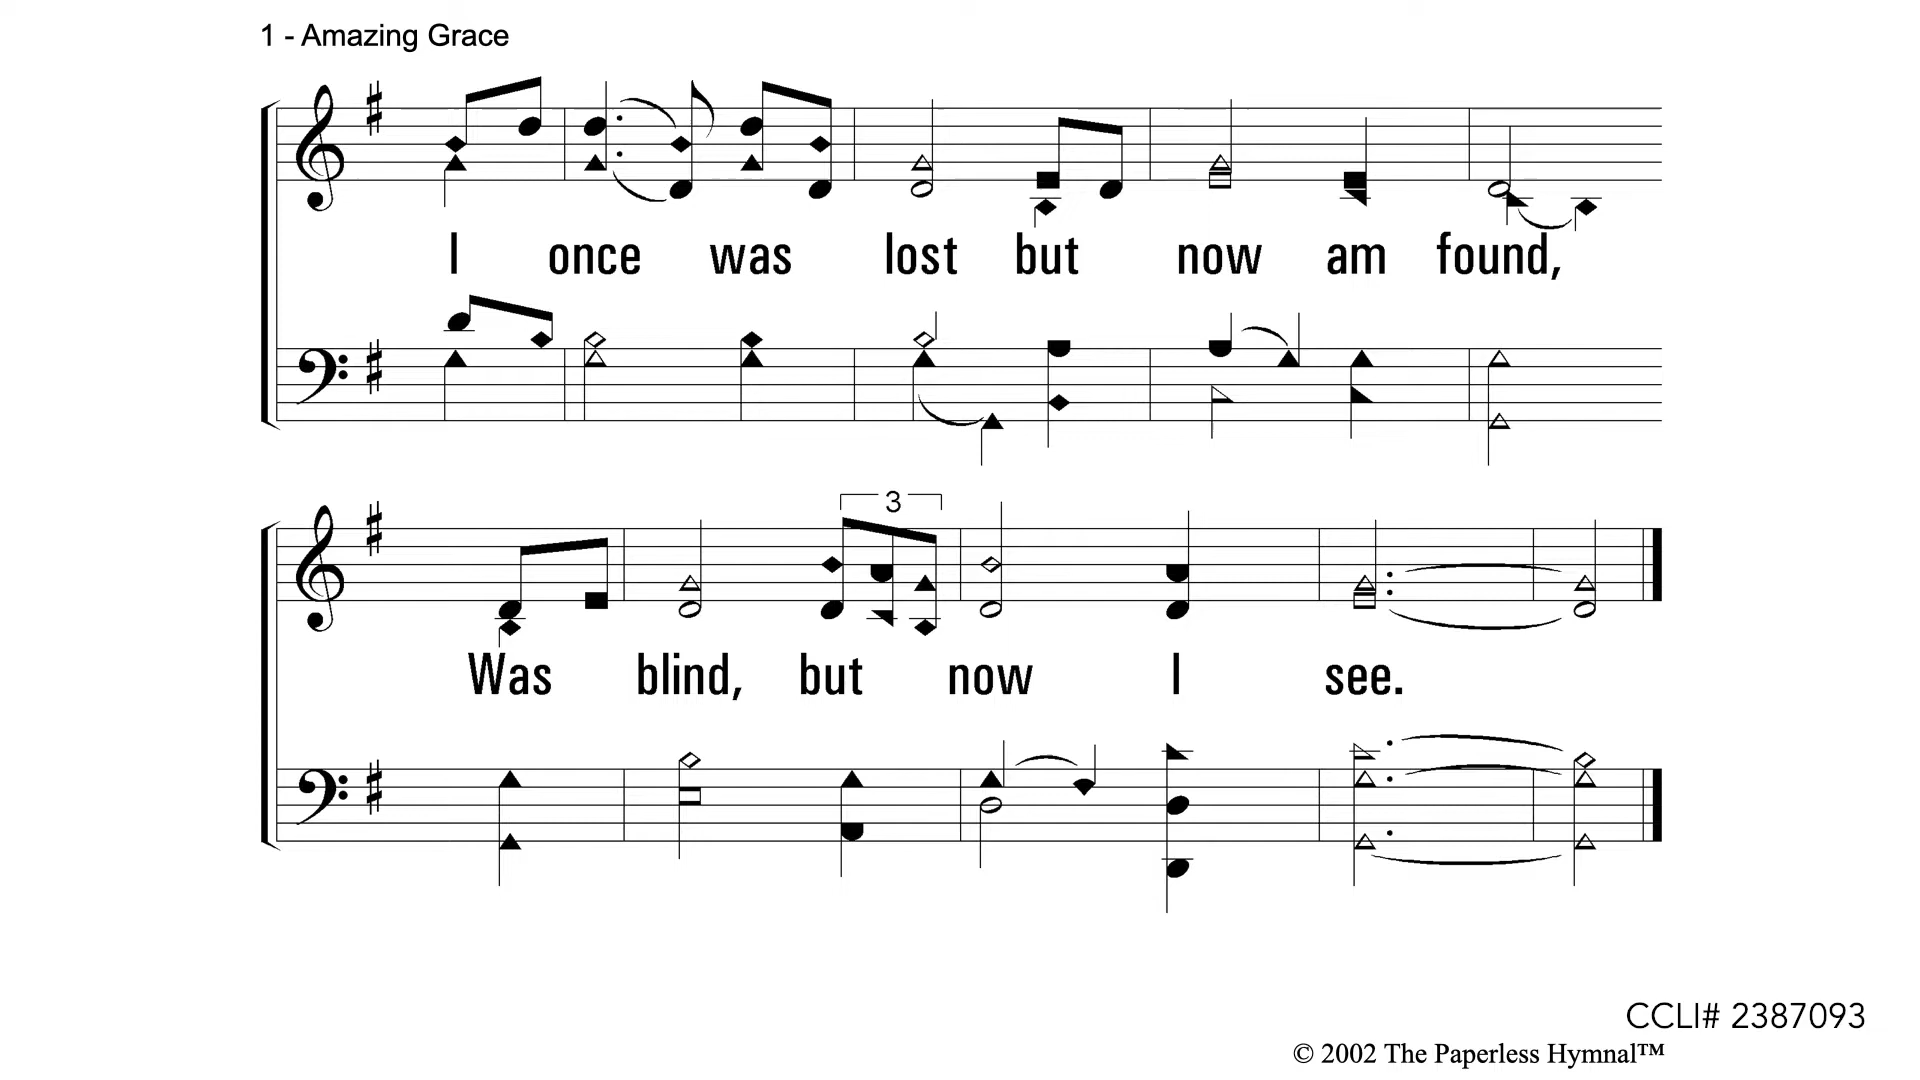 1 - Amazing Grace
I once was lost but now am found,
3
Was blind, but now I see.
CCLI# 2387093
© 2002 The Paperless Hymnal™